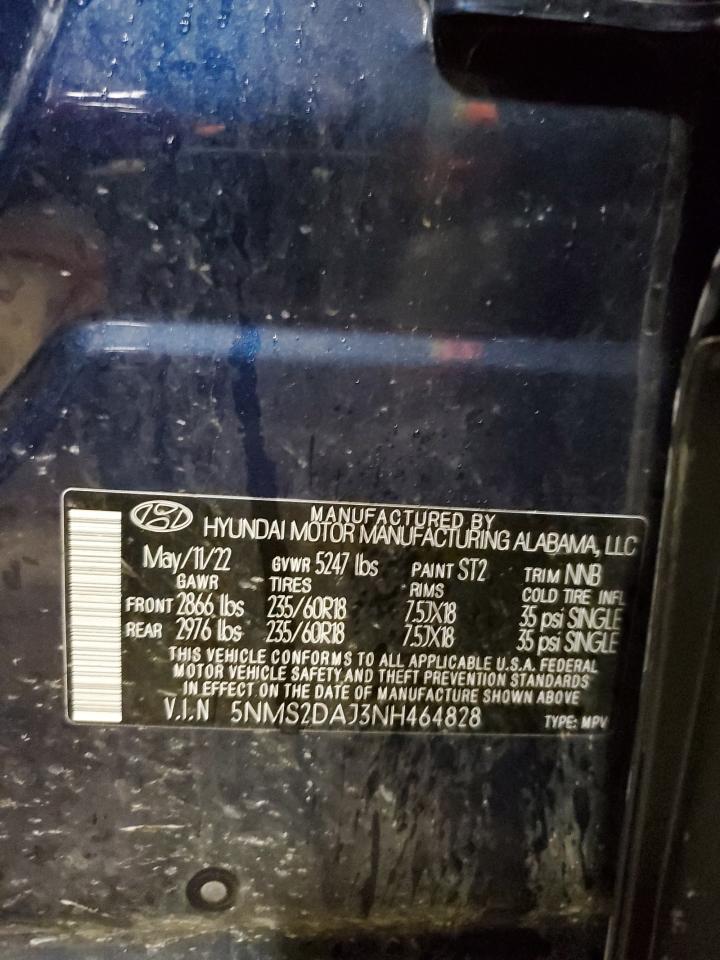 MANUFACTURED BY
HYUNDAI MOTOR MANUFACTURING ALABAMA, LLC
May/11/22 GVWR 5247 lbs PAINT ST2 TRIM NNB
GAWR TIRES RIMS COLD TIRE INFL
FRONT 2866 lbs 235/60R18 7.5JX18 35 psi SINGLE
REAR 2976 lbs 235/60R18 7.5JX18 35 psi SINGLE
THIS VEHICLE CONFORMS TO ALL APPLICABLE U.S.A. FEDERAL
MOTOR VEHICLE SAFETY AND THEFT PREVENTION STANDARDS
IN EFFECT ON THE DATE OF MANUFACTURE SHOWN ABOVE
V.I.N 5NMS2DAJ3NH464828 TYPE: MPV